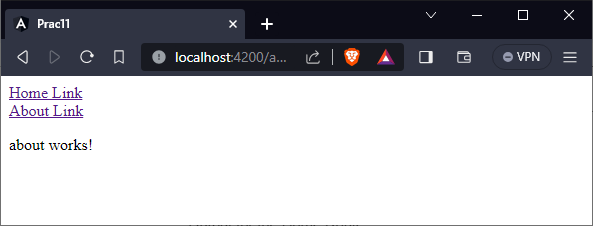 Prac11
localhost:4200/a...
VPN
Home Link
About Link
about works!